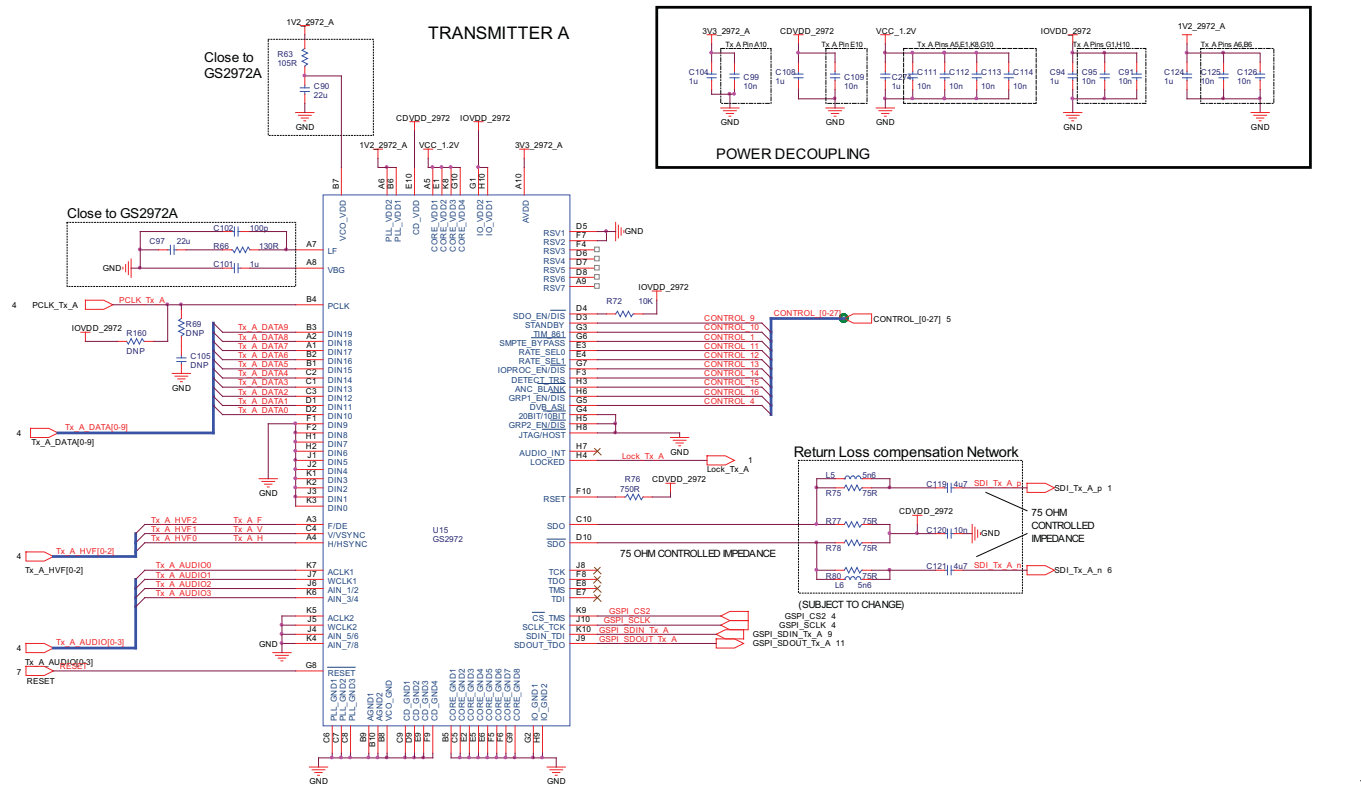 TRANSMITTER A
1V2_2972_A
R63
105R
Close to
GS2972A
C90
22u
GND
3V3_2972_A
Tx A Pin A10
C104
1u
C99
10n
GND
CDVDD_2972
Tx A Pin E10
C108
1u
C109
10n
GND
VCC_1.2V
Tx A Pins A5,E1,K8,G10
C274
1u
C111
10n
C112
10n
C113
10n
C114
10n
GND
IOVDD_2972
Tx A Pins G1,H10
C94
1u
C95
10n
C91
10n
GND
1V2_2972_A
Tx A Pins A6,B6
C124
1u
C125
10n
C126
10n
GND
POWER DECOUPLING
CDVDD_2972
IOVDD_2972
1V2_2972_A
VCC_1.2V
3V3_2972_A
B7
A6
B6
E10
A5
E1
K8
G10
G1
H10
A10
VCO_VDD
PLL_VDD2
PLL_VDD1
CD_VDD
CORE_VDD1
CORE_VDD2
CORE_VDD3
CORE_VDD4
IO_VDD2
IO_VDD1
AVDD
Close to GS2972A
C102 100p
C97 22u
R66 130R
C101 1u
GND
A7 LF
A8 VBG
4 PCLK_Tx_A PCLK_Tx_A B4 PCLK
IOVDD_2972
R160
DNP
R69
DNP
C105
DNP
GND
Tx_A_DATA9 B3 DIN19
Tx_A_DATA8 A2 DIN18
Tx_A_DATA7 A1 DIN17
Tx_A_DATA6 B2 DIN16
Tx_A_DATA5 B1 DIN15
Tx_A_DATA4 C2 DIN14
Tx_A_DATA3 C1 DIN13
Tx_A_DATA2 C3 DIN12
Tx_A_DATA1 D1 DIN11
Tx_A_DATA0 D2 DIN10
F1 DIN9
F2 DIN8
H1 DIN7
H2 DIN6
J1 DIN5
J2 DIN4
K1 DIN3
K2 DIN2
J3 DIN1
K3 DIN0
GND
4 Tx_A_DATA[0-9]
Tx_A_DATA[0-9]
Tx_A_HVF2 Tx_A_F A3 F/DE
Tx_A_HVF1 Tx_A_V C4 V/VSYNC
Tx_A_HVF0 Tx_A_H A4 H/HSYNC
4 Tx_A_HVF[0-2]
Tx_A_HVF[0-2]
Tx_A_AUDIO0 K7 ACLK1
Tx_A_AUDIO1 J7 WCLK1
Tx_A_AUDIO2 J6 AIN_1/2
Tx_A_AUDIO3 K6 AIN_3/4
K5 ACLK2
J5 WCLK2
J4 AIN_5/6
K4 AIN_7/8
GND
4 Tx_A_AUDIO[0-3]
Tx_A_AUDIO[0-3]
7 RESET
RESET
G8 RESET
U15
GS2972
RSV1 D5
RSV2 F7
RSV3 F4
RSV4 D6
RSV5 D7
RSV6 D8
RSV7 A9
GND
IOVDD_2972
R72 10K
SDO_EN/DIS D4
STANDBY D3 CONTROL_9
TIM_861 G3 CONTROL_10
SMPTE_BYPASS G6 CONTROL_1
RATE_SEL0 E3 CONTROL_11
RATE_SEL1 E4 CONTROL_12
IOPROC_EN/DIS G7 CONTROL_13
DETECT_TRS F3 CONTROL_14
ANC_BLANK H3 CONTROL_15
GRP1_EN/DIS H6 CONTROL_16
DVB_ASI G5 CONTROL_4
20BIT/10BIT G4
GRP2_EN/DIS H5
JTAG/HOST H8
GND
CONTROL_[0-27]
CONTROL_[0-27] 5
AUDIO_INT H7
LOCKED H4 Lock_Tx_A
Lock_Tx_A 1
R76
750R
CDVDD_2972
RSET F10
SDO C10
SDO D10
75 OHM CONTROLLED IMPEDANCE
Return Loss compensation Network
L5 5n6
R75 75R
C119 4u7 SDI_Tx_A_p
SDI_Tx_A_p 1
R77 75R
CDVDD_2972
C120 10n
GND
R78 75R
C121 4u7 SDI_Tx_A_n
SDI_Tx_A_n 6
R80 75R
L6 5n6
75 OHM
CONTROLLED
IMPEDANCE
(SUBJECT TO CHANGE)
TCK J8
TDO F8
TMS E8
TDI E7
CS_TMS K9 GSPI_CS2
GSPI_CS2 4
SCLK_TCK J10 GSPI_SCLK
GSPI_SCLK 4
SDIN_TDI K10 GSPI_SDIN_Tx_A
GSPI_SDIN_Tx_A 9
SDOUT_TDO J9 GSPI_SDOUT_Tx_A
GSPI_SDOUT_Tx_A 11
PLL_GND1
PLL_GND2
PLL_GND3
AGND1
AGND2
VCO_GND
CD_GND1
CD_GND2
CD_GND3
CD_GND4
CORE_GND1
CORE_GND2
CORE_GND3
CORE_GND4
CORE_GND5
CORE_GND6
CORE_GND7
CORE_GND8
IO_GND1
IO_GND2
C6
C7
C8
B9
B10
B8
C9
D9
E9
F9
B5
C5
E2
E5
E6
F5
F6
G9
G2
H9
GND
GND